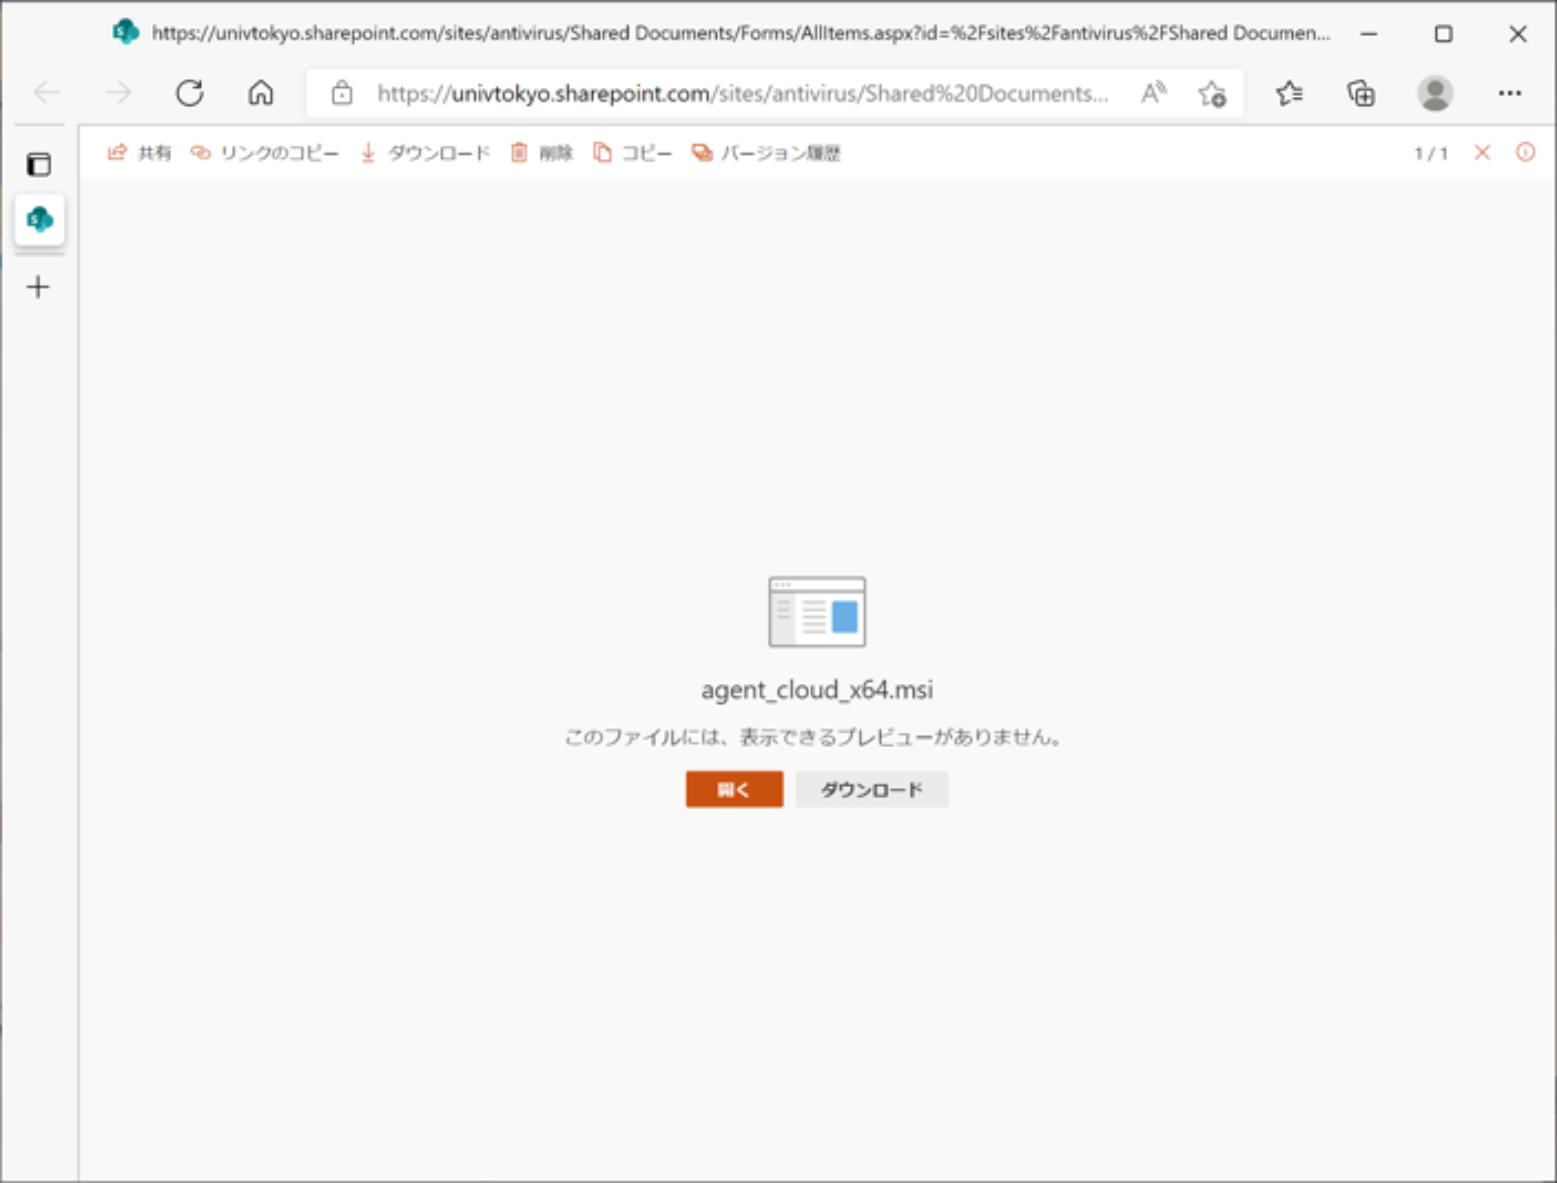 https://univtokyo.sharepoint.com/sites/antivirus/Shared Documents/Forms/AllItems.aspx?id=%2Fsites%2Fantivirus%2FShared Documen...
https://univtokyo.sharepoint.com/sites/antivirus/Shared%20Documents...
共有 リンクのコピー ダウンロード 削除 コピー バージョン履歴 1 / 1
agent_cloud_x64.msi
このファイルには、表示できるプレビューがありません。
開く ダウンロード